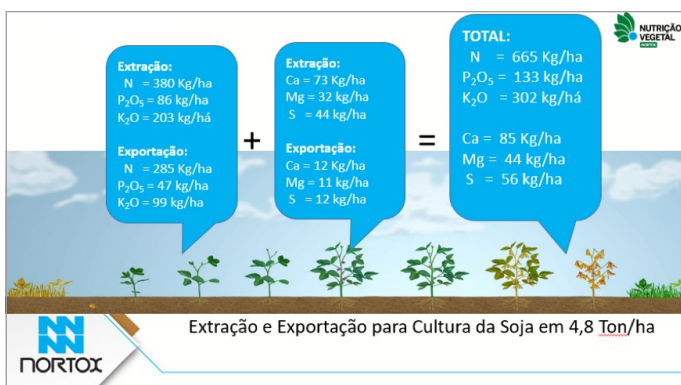 NUTRIÇÃO
VEGETAL
NORTOX
Extração:
N = 380 Kg/ha
P₂O₅ = 86 kg/ha
K₂O = 203 kg/há
Exportação:
N = 285 Kg/ha
P₂O₅ = 47 kg/ha
K₂O = 99 kg/ha
+
Extração:
Ca = 73 Kg/ha
Mg = 32 kg/ha
S = 44 kg/ha
Exportação:
Ca = 12 Kg/ha
Mg = 11 kg/ha
S = 12 kg/ha
=
TOTAL:
N = 665 Kg/ha
P₂O₅ = 133 kg/ha
K₂O = 302 kg/há
Ca = 85 Kg/ha
Mg = 44 kg/ha
S = 56 kg/ha
Extração e Exportação para Cultura da Soja em 4,8 Ton/ha
NORTOX